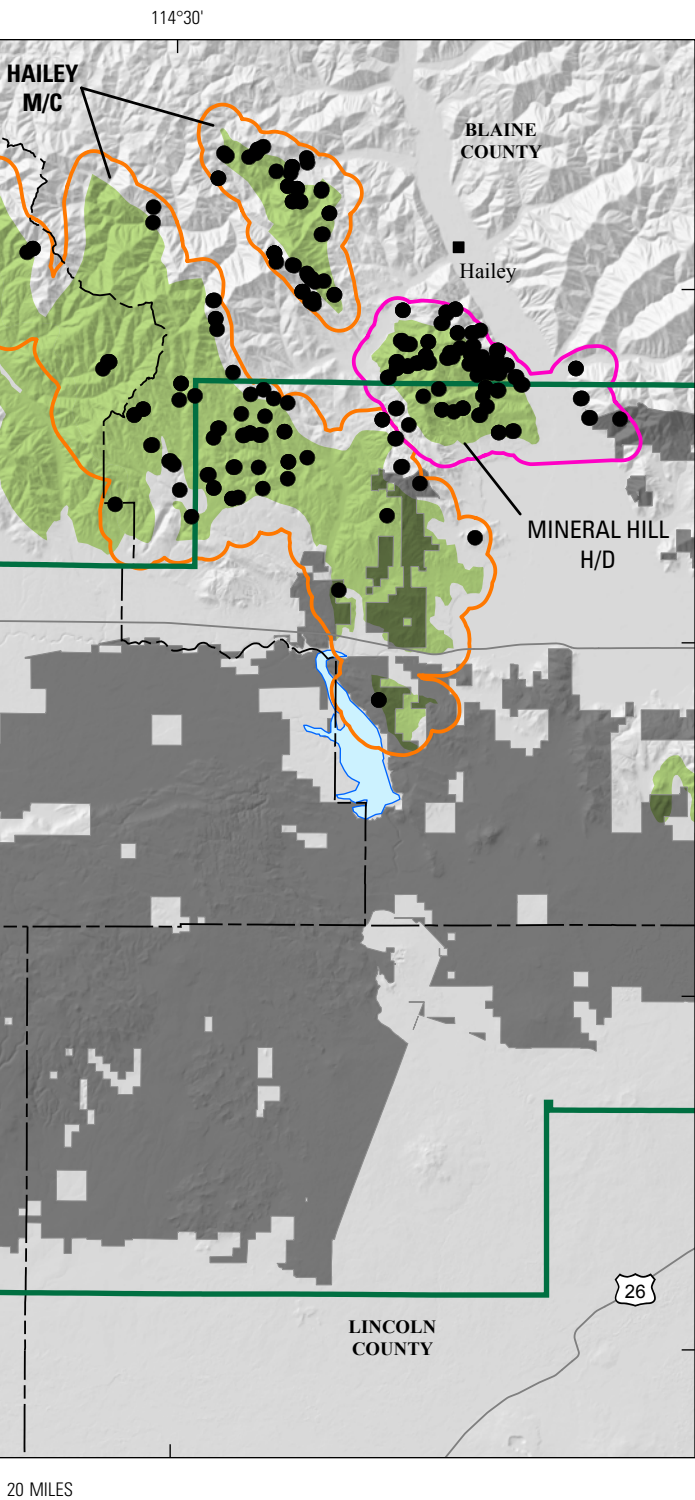 114°30'
HAILEY
M/C
BLAINE
COUNTY
Hailey
MINERAL HILL
H/D
26
LINCOLN
COUNTY
20 MILES